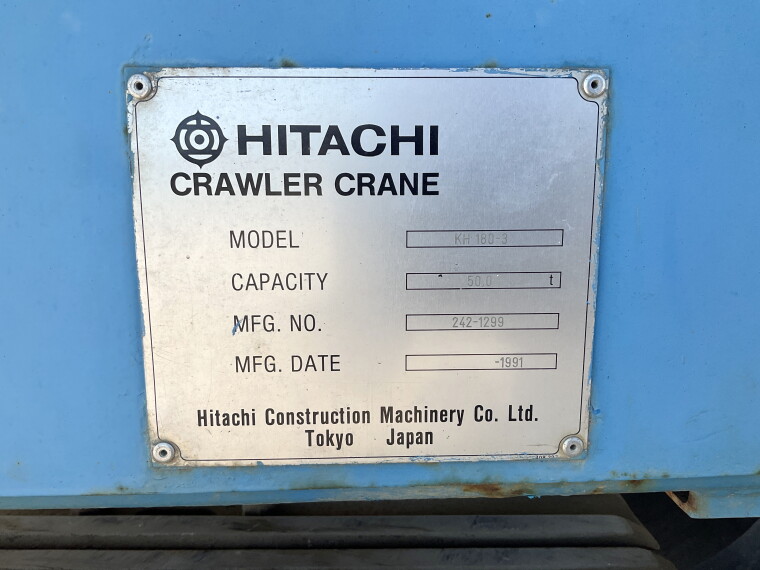 HITACHI
CRAWLER CRANE
MODEL KH 180-3
CAPACITY 50.0 t
MFG. NO. 242-1299
MFG. DATE -1991
Hitachi Construction Machinery Co. Ltd.
Tokyo Japan